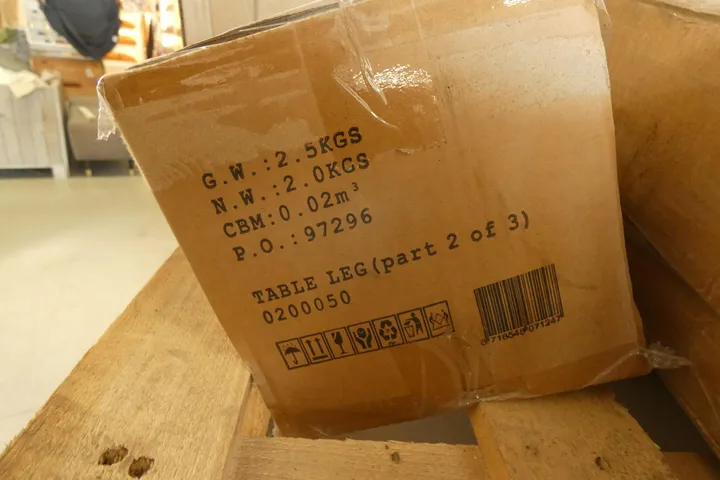 G.W.:2.5KGS
N.W.:2.0KGS
CBM:0.02m³
P.O.:97296
TABLE LEG(part 2 of 3)
0200050